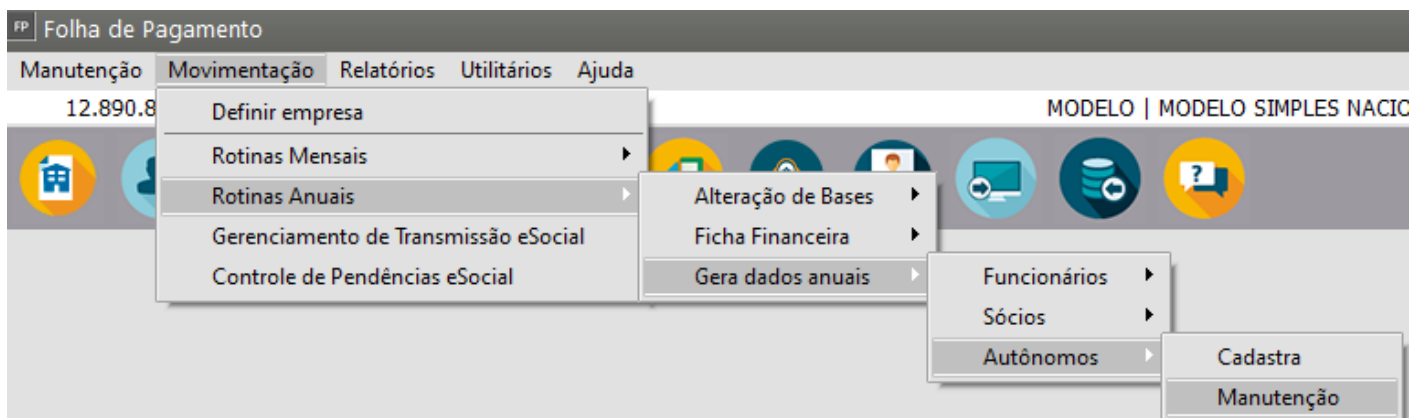 FP Folha de Pagamento
Manutenção Movimentação Relatórios Utilitários Ajuda
12.890.8 MODELO | MODELO SIMPLES NACIO
Definir empresa
Rotinas Mensais
Rotinas Anuais
Gerenciamento de Transmissão eSocial
Controle de Pendências eSocial
Alteração de Bases
Ficha Financeira
Gera dados anuais
Funcionários
Sócios
Autônomos
Cadastra
Manutenção